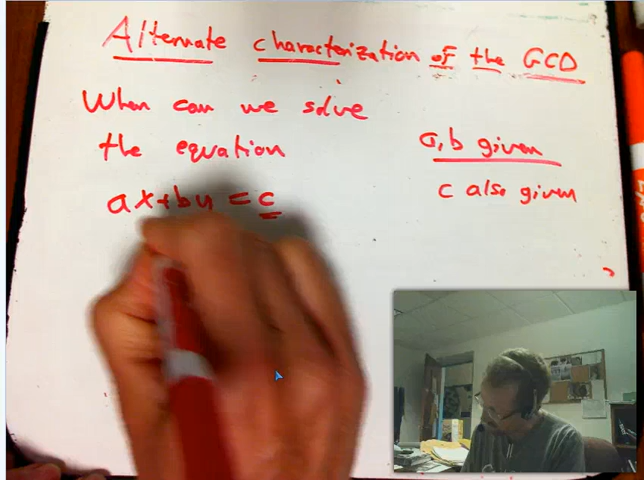 Alternate characterization of the GCD
When can we solve
the equation
a, b given
ax+by = c
c also given